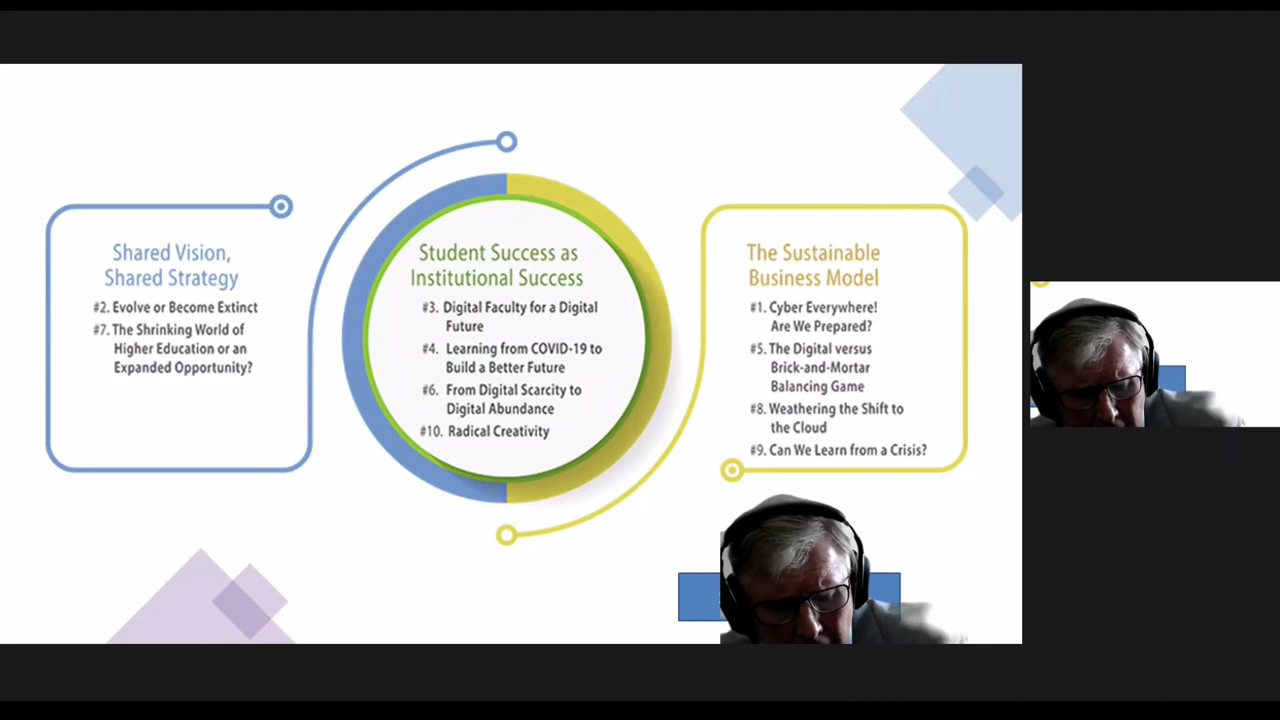 Shared Vision,
Shared Strategy
#2. Evolve or Become Extinct
#7. The Shrinking World of
Higher Education or an
Expanded Opportunity?
Student Success as
Institutional Success
#3. Digital Faculty for a Digital
Future
#4. Learning from COVID-19 to
Build a Better Future
#6. From Digital Scarcity to
Digital Abundance
#10. Radical Creativity
The Sustainable
Business Model
#1. Cyber Everywhere!
Are We Prepared?
#5. The Digital versus
Brick-and-Mortar
Balancing Game
#8. Weathering the Shift to
the Cloud
#9. Can We Learn from a Crisis?